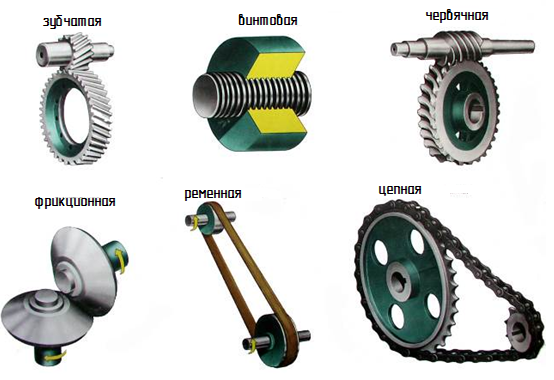 зубчатая
винтовая
червячная
фрикционная
ременная
цепная